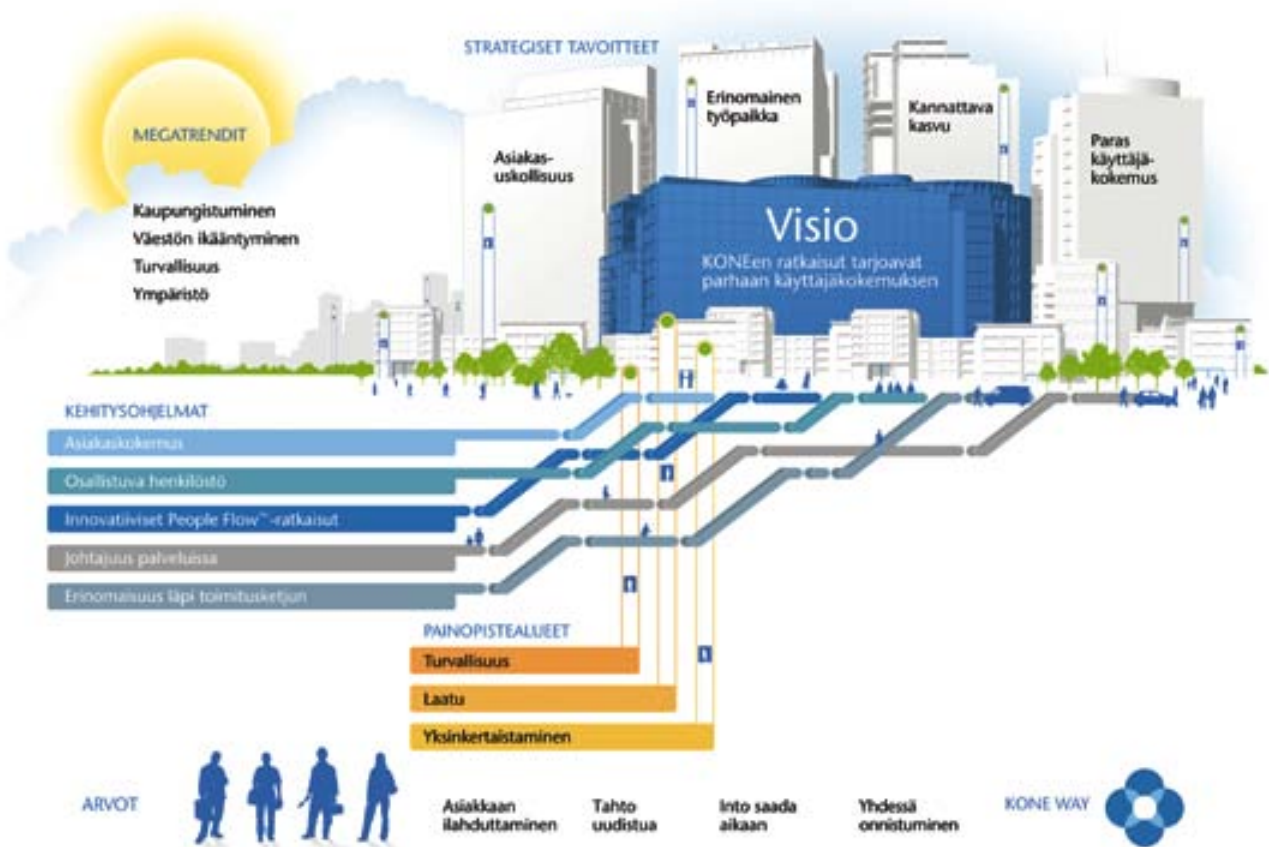 STRATEGISET TAVOITTEET
MEGATRENDIT
Kaupungistuminen
Väestön ikääntyminen
Turvallisuus
Ympäristö
Asiakas-
uskollisuus
Erinomainen
työpaikka
Kannattava
kasvu
Paras
käyttäjä-
kokemus
Visio
KONEen ratkaisut tarjoavat
parhaan käyttäjäkokemuksen
KEHITYSOHJELMAT
Asiakaskokemus
Osallistuva henkilöstö
Innovatiiviset People Flow™-ratkaisut
Johtajuus palveluissa
Erinomaisuus läpi toimitusketjun
PAINOPISTEALUEET
Turvallisuus
Laatu
Yksinkertaistaminen
ARVOT
Asiakkaan
ilahduttaminen
Tahto
uudistua
Into saada
aikaan
Yhdessä
onnistuminen
KONE WAY